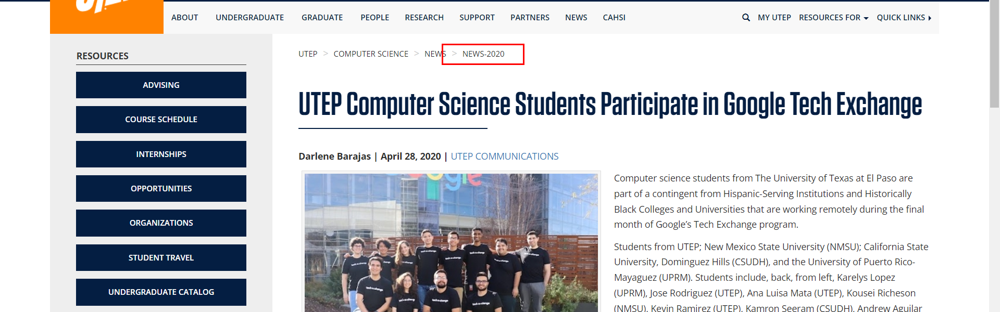 ABOUT UNDERGRADUATE GRADUATE PEOPLE RESEARCH SUPPORT PARTNERS NEWS CAHSI MY UTEP RESOURCES FOR QUICK LINKS
RESOURCES
ADVISING
COURSE SCHEDULE
INTERNSHIPS
OPPORTUNITIES
ORGANIZATIONS
STUDENT TRAVEL
UNDERGRADUATE CATALOG
UTEP > COMPUTER SCIENCE > NEWS > NEWS-2020
UTEP Computer Science Students Participate in Google Tech Exchange
Darlene Barajas | April 28, 2020 | UTEP COMMUNICATIONS
Computer science students from The University of Texas at El Paso are
part of a contingent from Hispanic-Serving Institutions and Historically
Black Colleges and Universities that are working remotely during the final
month of Google’s Tech Exchange program.
Students from UTEP; New Mexico State University (NMSU); California State
University, Dominguez Hills (CSUDH), and the University of Puerto Rico-
Mayaguez (UPRM). Students include, back, from left, Karelys Lopez
(UPRM), Jose Rodriguez (UTEP), Ana Luisa Mata (UTEP), Kousei Richeson
(NMSU), Kevin Ramirez (UTEP), Kamron Seeram (CSUDH), Andrew Aguilar